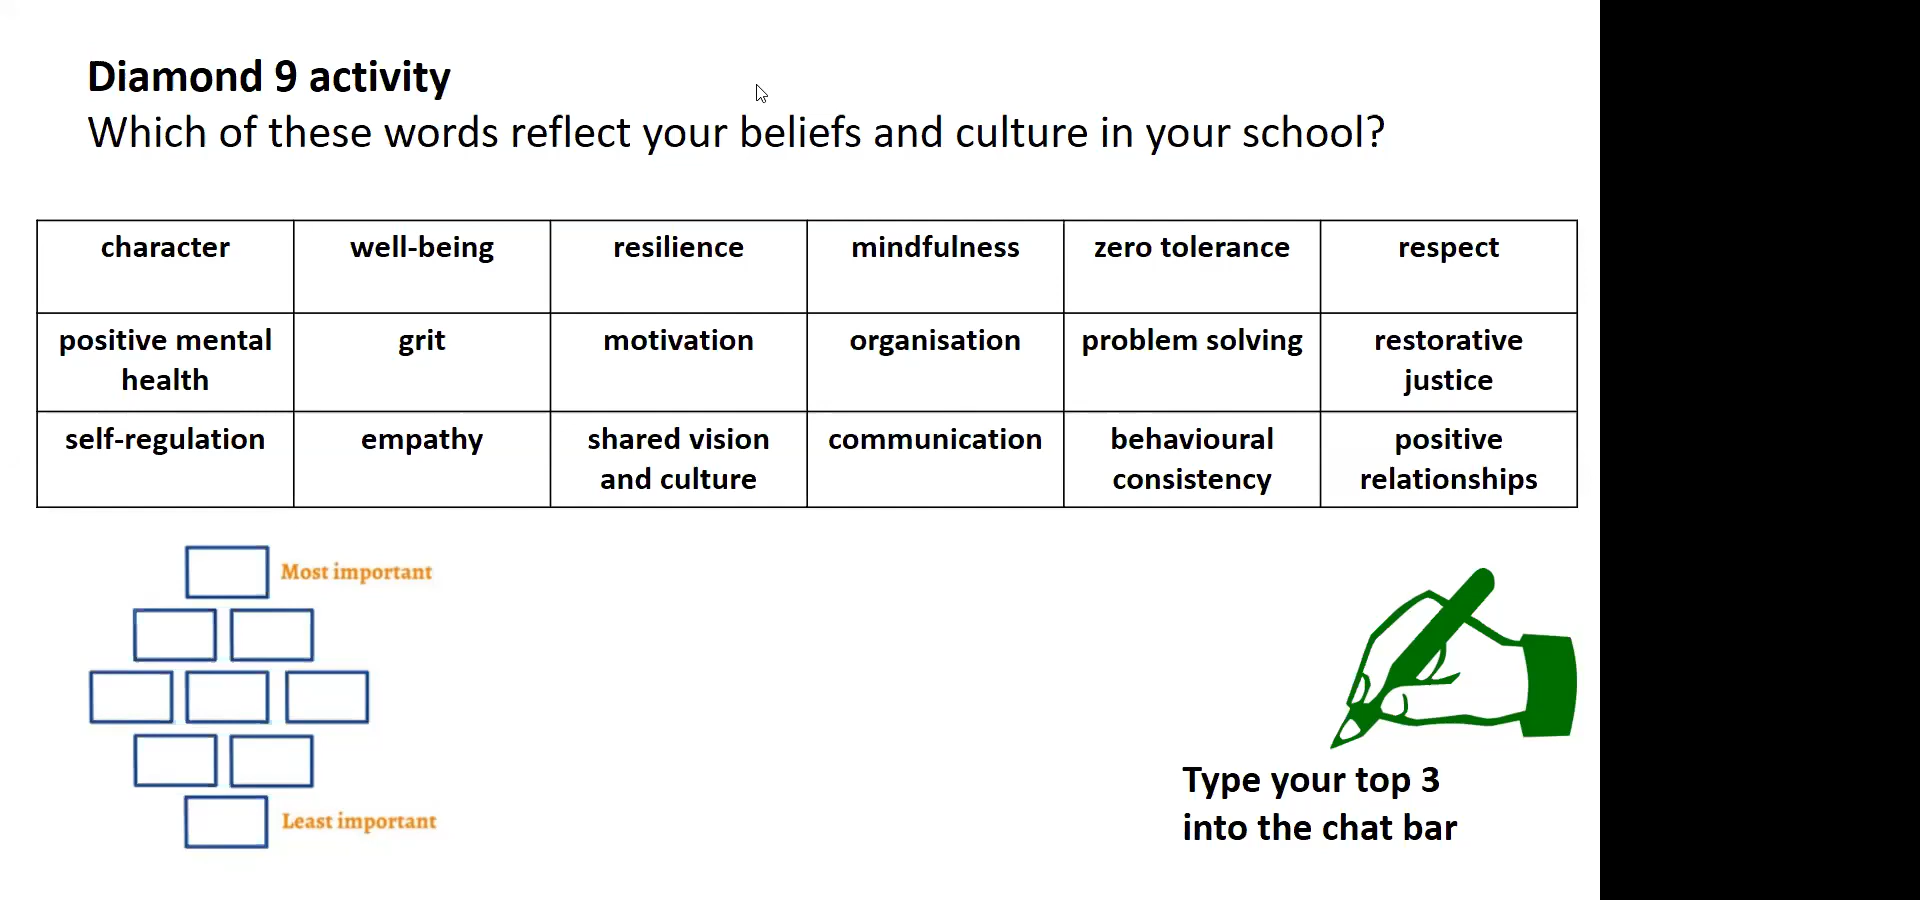 Diamond 9 activity
Which of these words reflect your beliefs and culture in your school?
character well-being resilience mindfulness zero tolerance respect
positive mental health grit motivation organisation problem solving restorative justice
self-regulation empathy shared vision and culture communication behavioural consistency positive relationships
Most important
Least important
Type your top 3
into the chat bar